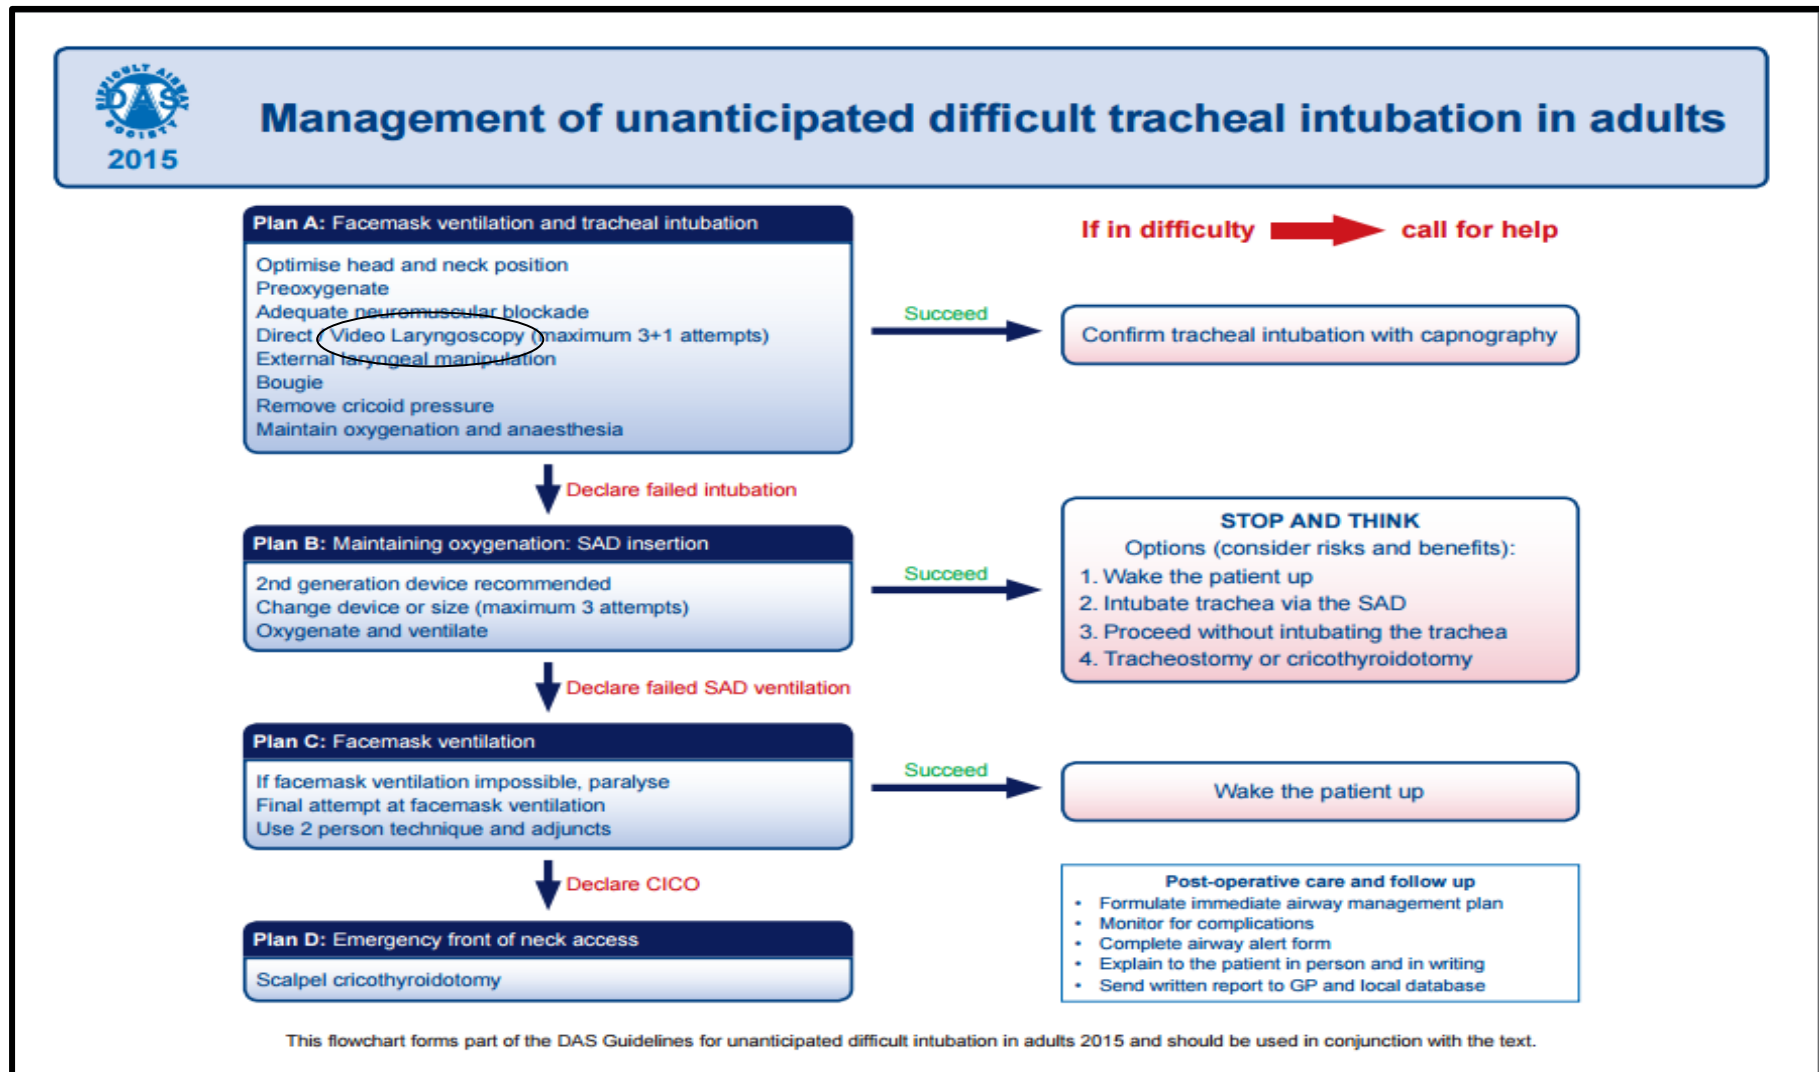 DIFFICULT AIRWAY
DAS
SOCIETY
2015
Management of unanticipated difficult tracheal intubation in adults
Plan A: Facemask ventilation and tracheal intubation
Optimise head and neck position
Preoxygenate
Adequate neuromuscular blockade
Direct / Video Laryngoscopy (maximum 3+1 attempts)
External laryngeal manipulation
Bougie
Remove cricoid pressure
Maintain oxygenation and anaesthesia
If in difficulty call for help
Succeed
Confirm tracheal intubation with capnography
Declare failed intubation
Plan B: Maintaining oxygenation: SAD insertion
2nd generation device recommended
Change device or size (maximum 3 attempts)
Oxygenate and ventilate
Succeed
STOP AND THINK
Options (consider risks and benefits):
1. Wake the patient up
2. Intubate trachea via the SAD
3. Proceed without intubating the trachea
4. Tracheostomy or cricothyroidotomy
Declare failed SAD ventilation
Plan C: Facemask ventilation
If facemask ventilation impossible, paralyse
Final attempt at facemask ventilation
Use 2 person technique and adjuncts
Succeed
Wake the patient up
Declare CICO
Plan D: Emergency front of neck access
Scalpel cricothyroidotomy
Post-operative care and follow up
• Formulate immediate airway management plan
• Monitor for complications
• Complete airway alert form
• Explain to the patient in person and in writing
• Send written report to GP and local database
This flowchart forms part of the DAS Guidelines for unanticipated difficult intubation in adults 2015 and should be used in conjunction with the text.